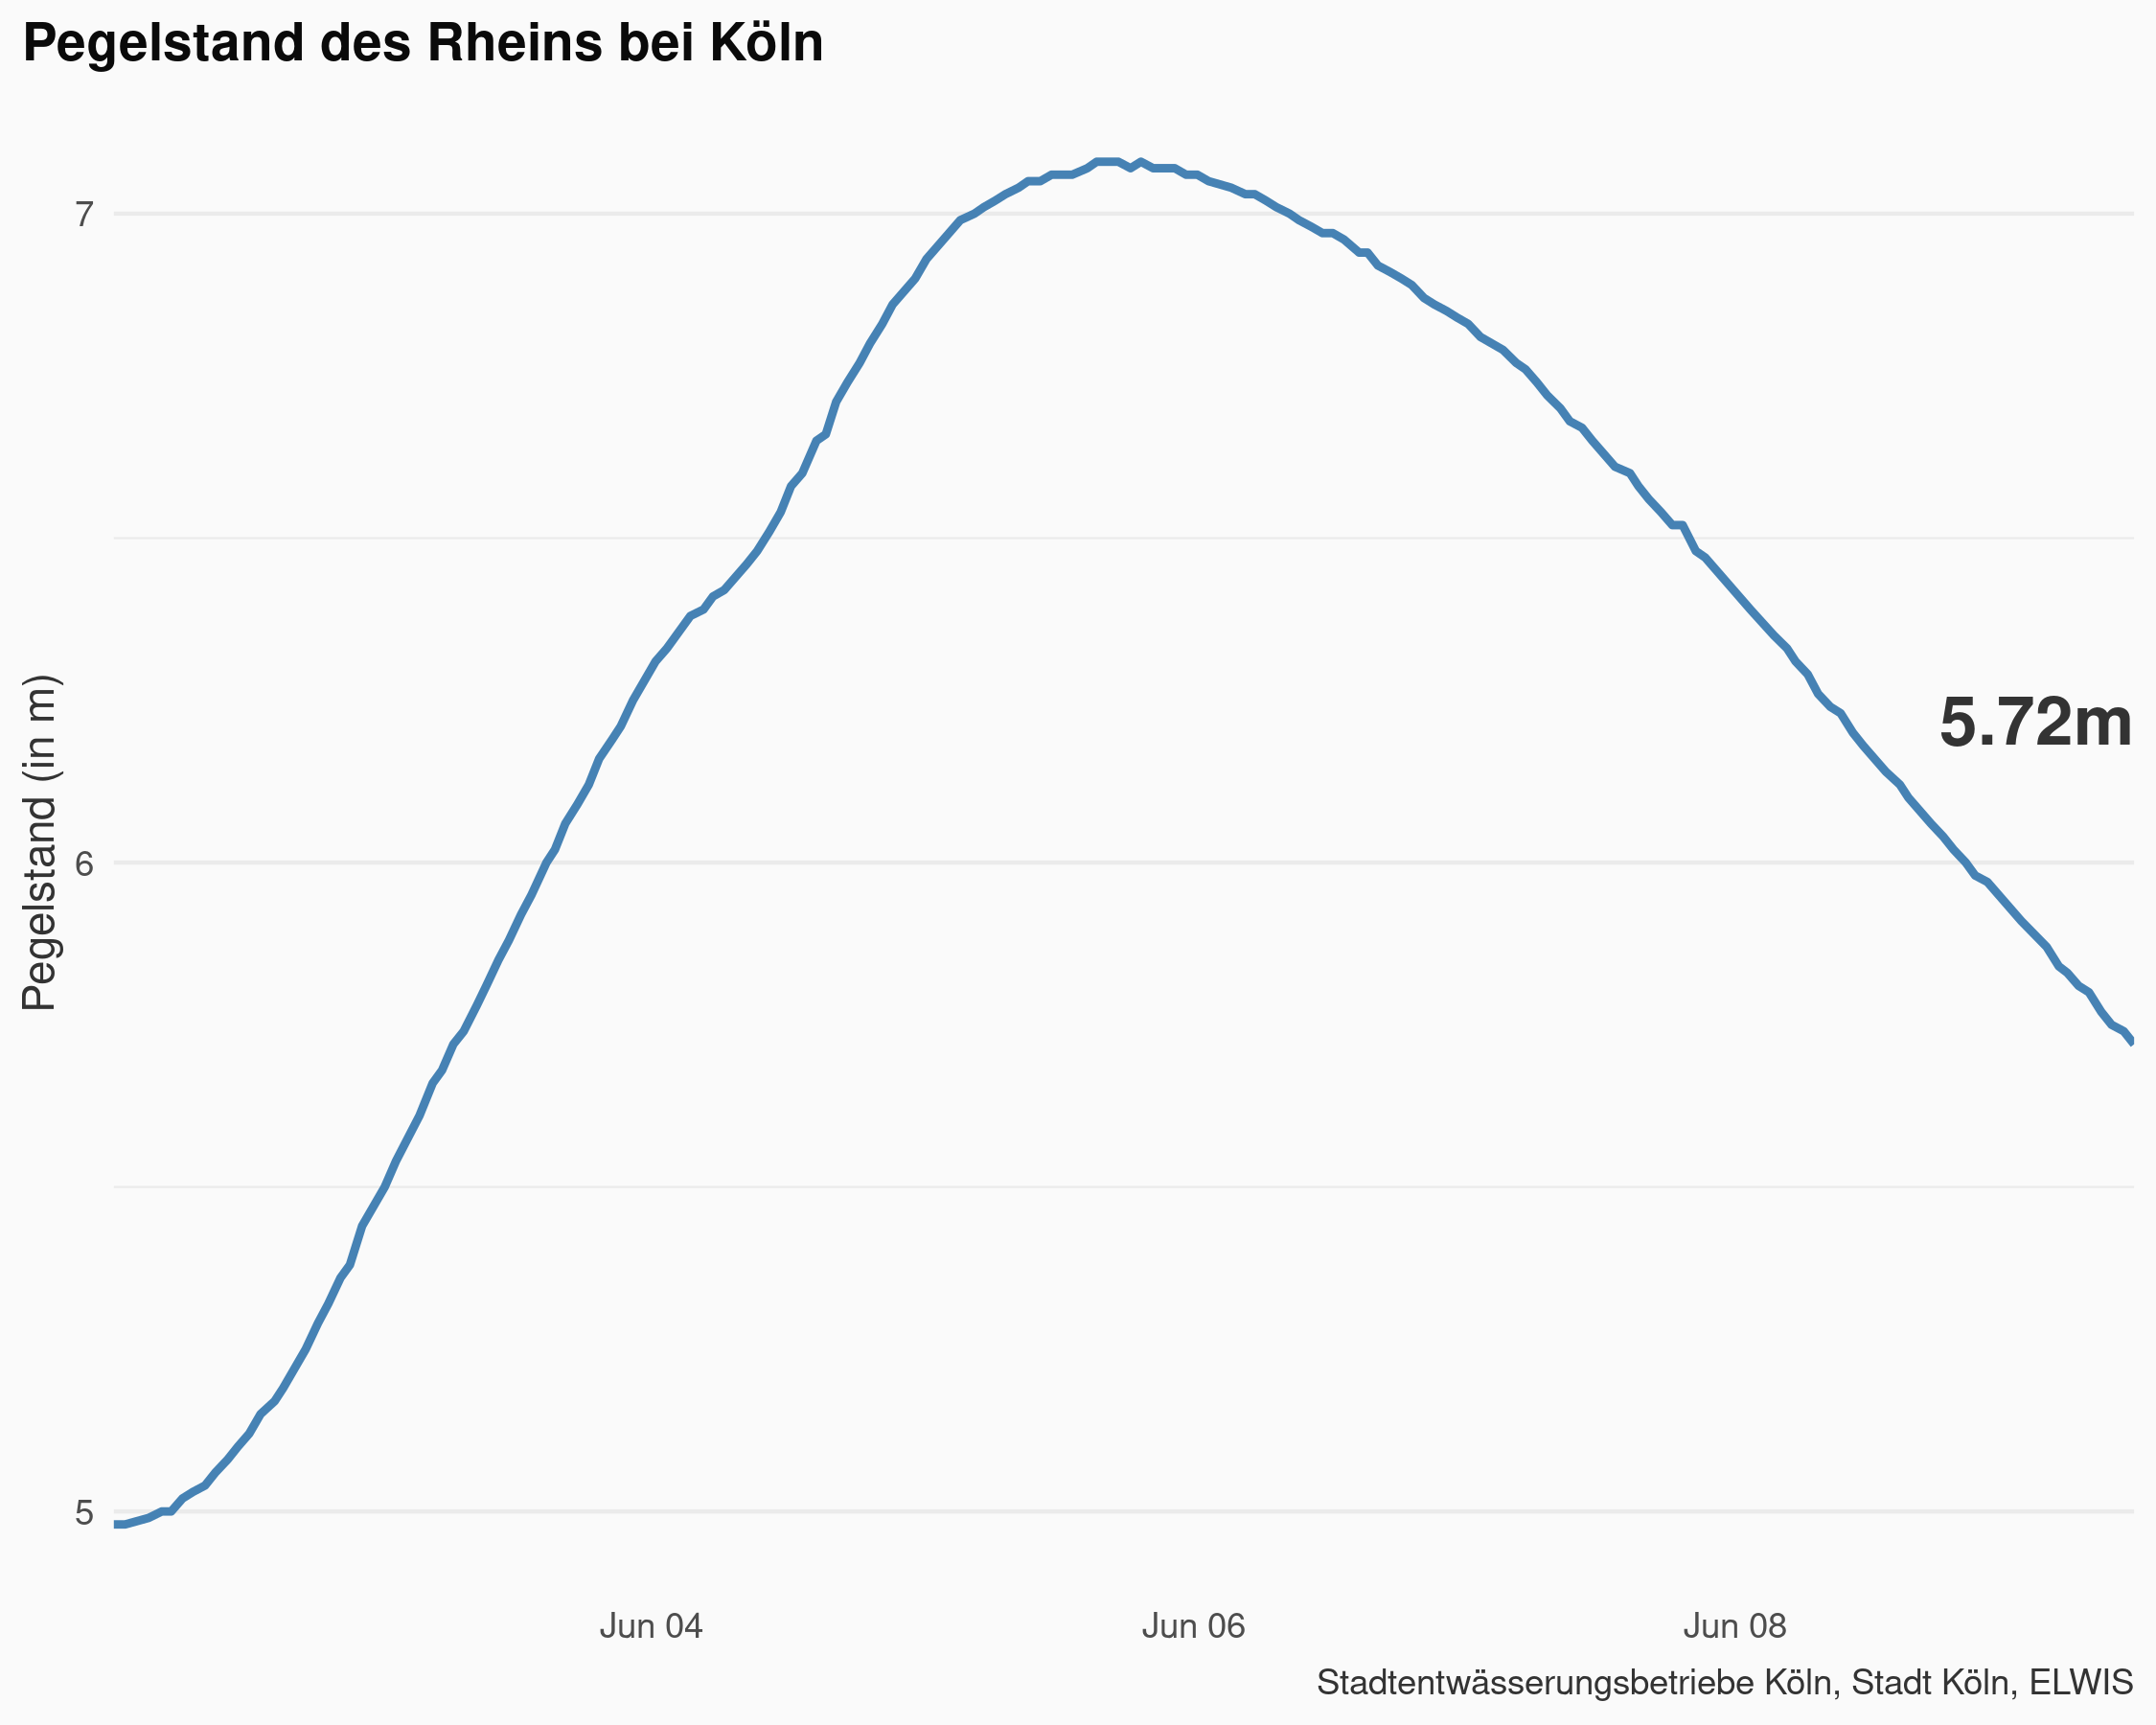 Pegelstand des Rheins bei Köln
Pegelstand (in m)
7
6
5
5.72m
Jun 04
Jun 06
Jun 08
Stadtentwässerungsbetriebe Köln, Stadt Köln, ELWIS